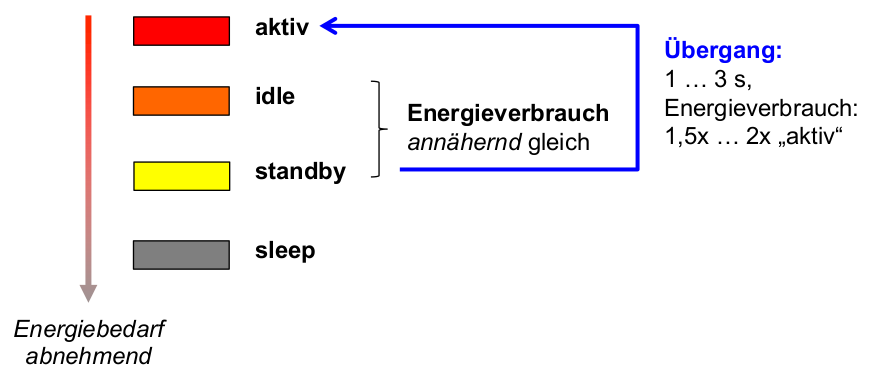 aktiv
idle
standby
sleep
Energieverbrauch
annähernd gleich
Übergang:
1 … 3 s,
Energieverbrauch:
1,5x … 2x „aktiv“
Energiebedarf
abnehmend